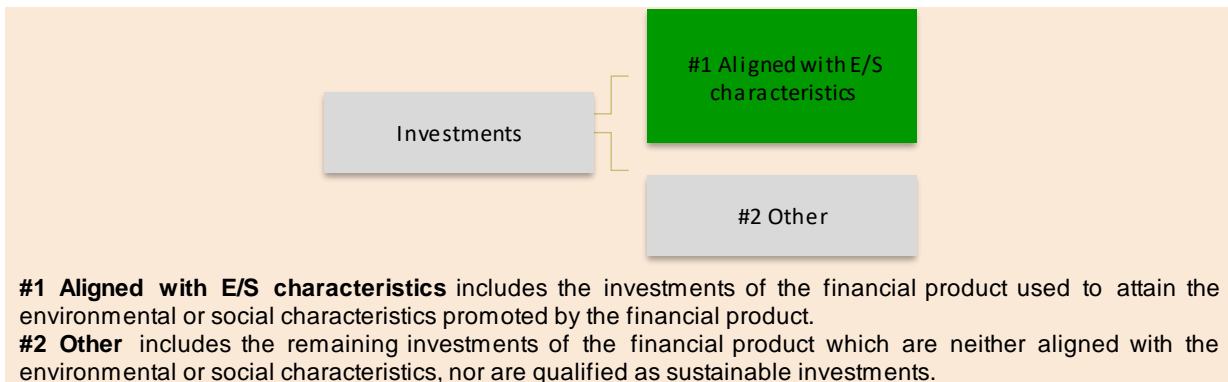 #1 Aligned with E/S
characteristics
Investments
#2 Other
#1 Aligned with E/S characteristics includes the investments of the financial product used to attain the
environmental or social characteristics promoted by the financial product.
#2 Other includes the remaining investments of the financial product which are neither aligned with the
environmental or social characteristics, nor are qualified as sustainable investments.